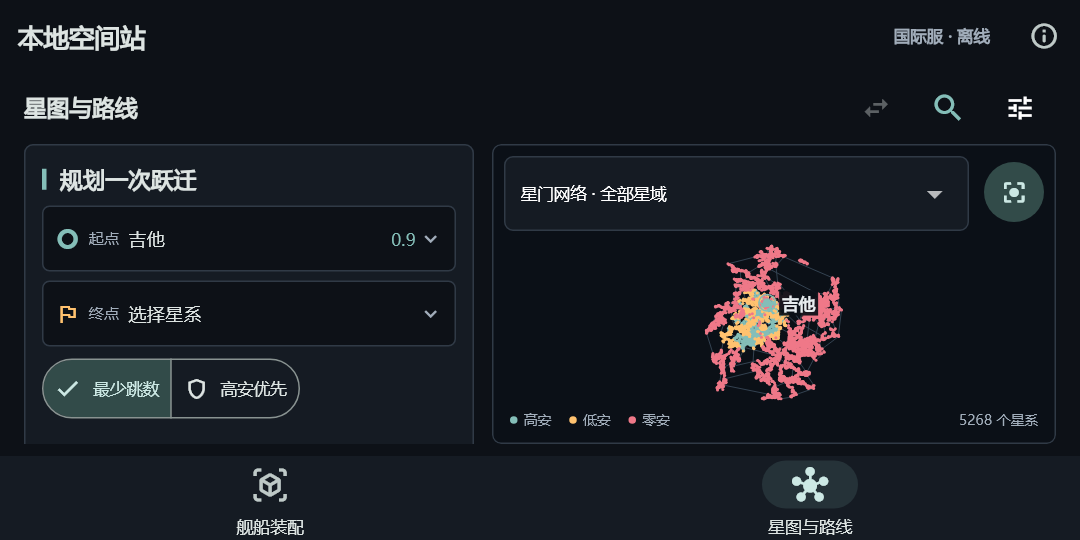 本地空间站
国际服 · 离线
星图与路线
规划一次跃迁
起点 吉他 0.9
终点 选择星系
最少跳数
高安优先
星门网络 · 全部星域
吉他
高安 低安 零安
5268 个星系
舰船装配
星图与路线